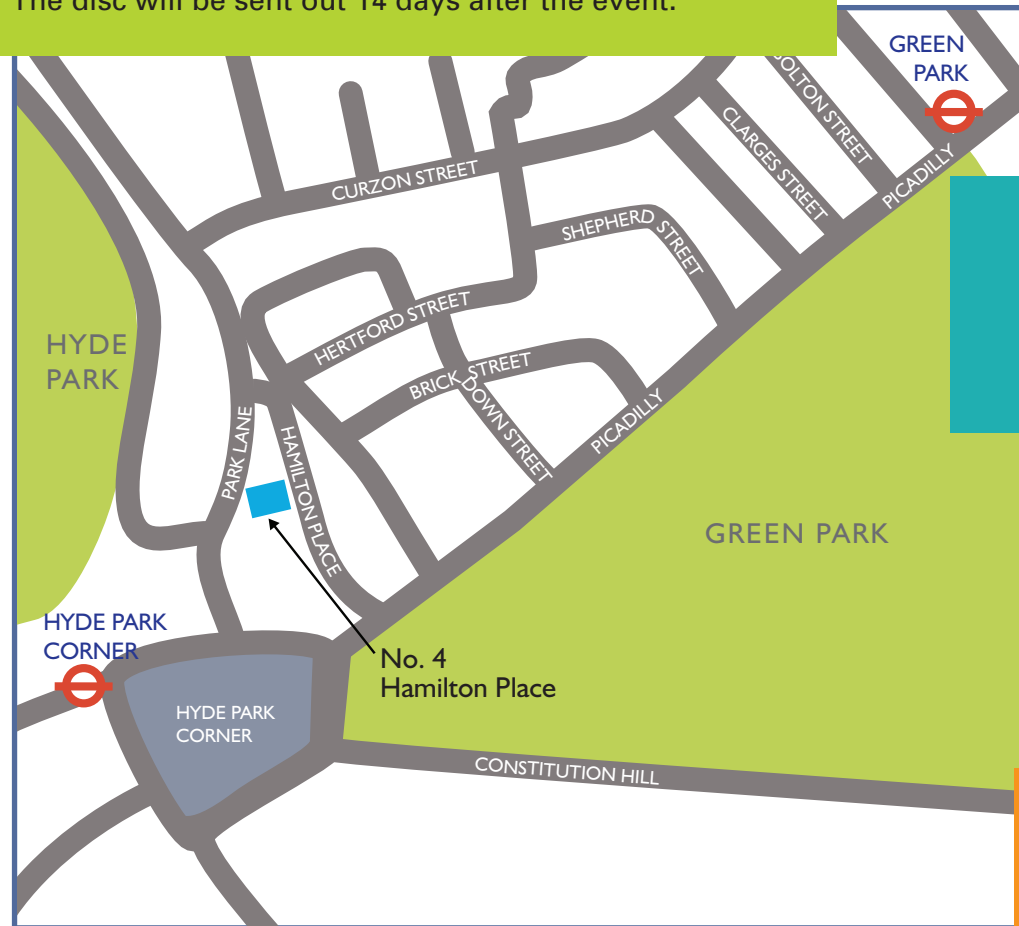 The disc will be sent out 14 days after the event.
GREEN
PARK
BOLTON STREET
CLARGES STREET
PICADILLY
CURZON STREET
SHEPHERD STREET
HERTFORD STREET
HYDE
PARK
BRICK STREET
DOWN STREET
PICADILLY
PARK LANE
HAMILTON PLACE
GREEN PARK
HYDE PARK
CORNER
No. 4
Hamilton Place
HYDE PARK
CORNER
CONSTITUTION HILL